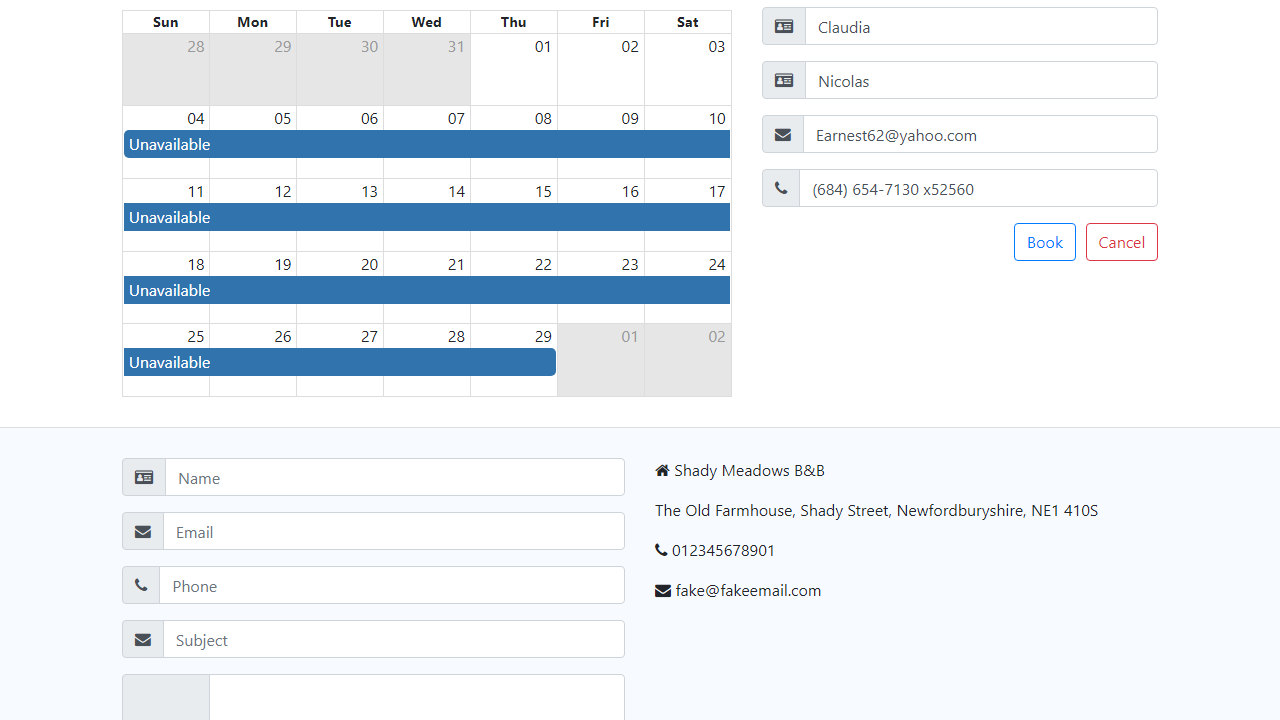 Sun Mon Tue Wed Thu Fri Sat
28 29 30 31 01 02 03
04 05 06 07 08 09 10
Unavailable
11 12 13 14 15 16 17
Unavailable
18 19 20 21 22 23 24
Unavailable
25 26 27 28 29 01 02
Unavailable
Claudia
Nicolas
Earnest62@yahoo.com
(684) 654-7130 x52560
Book Cancel
Name
Email
Phone
Subject
Shady Meadows B&B
The Old Farmhouse, Shady Street, Newfordburyshire, NE1 410S
012345678901
fake@fakeemail.com